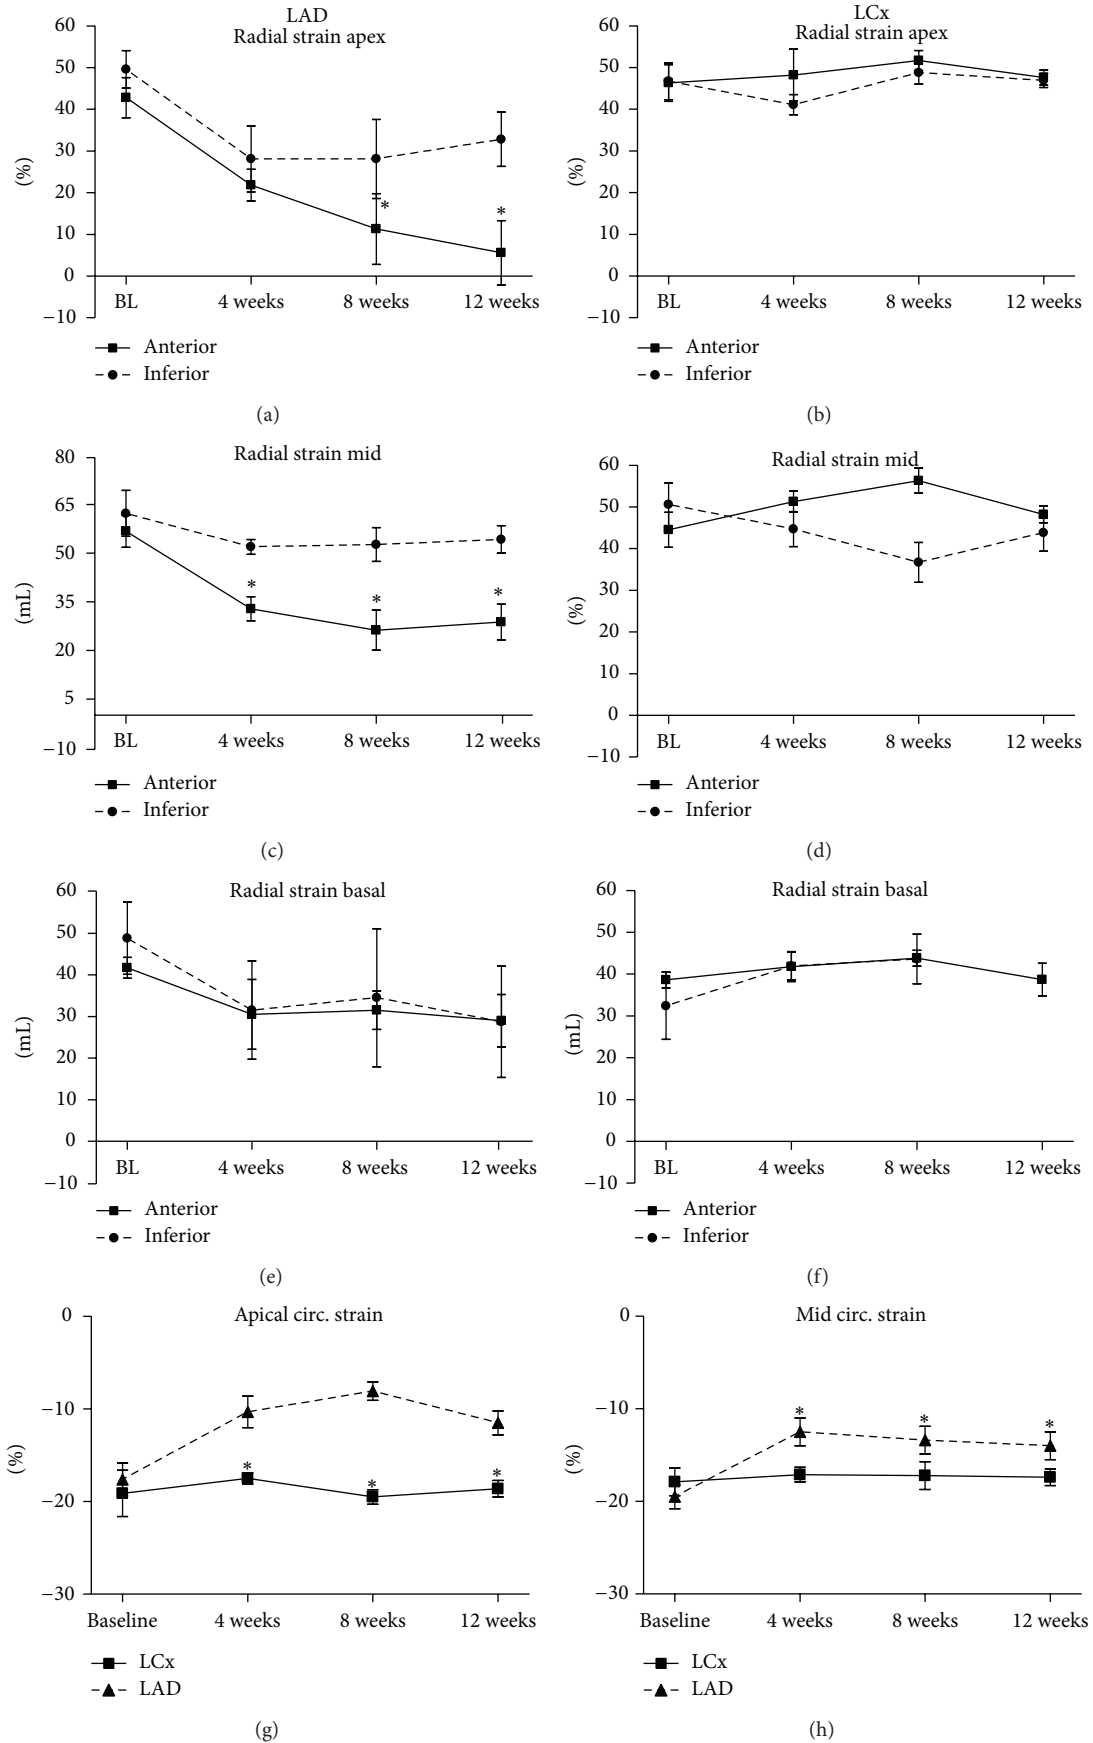 LAD
Radial strain apex
60
50
40
30
20
10
0
−10
(%)
*
*
BL
4 weeks
8 weeks
12 weeks
Anterior
Inferior
(a)
LCx
Radial strain apex
60
50
40
30
20
10
0
−10
(%)
BL
4 weeks
8 weeks
12 weeks
Anterior
Inferior
(b)
Radial strain mid
80
65
50
35
20
5
−10
(mL)
*
*
*
BL
4 weeks
8 weeks
12 weeks
Anterior
Inferior
(c)
Radial strain mid
60
50
40
30
20
10
0
−10
(%)
BL
4 weeks
8 weeks
12 weeks
Anterior
Inferior
(d)
Radial strain basal
60
50
40
30
20
10
0
−10
(mL)
BL
4 weeks
8 weeks
12 weeks
Anterior
Inferior
(e)
Radial strain basal
60
50
40
30
20
10
0
−10
(mL)
BL
4 weeks
8 weeks
12 weeks
Anterior
Inferior
(f)
Apical circ. strain
0
−10
−20
−30
(%)
*
*
*
Baseline
4 weeks
8 weeks
12 weeks
LCx
LAD
(g)
Mid circ. strain
0
−10
−20
−30
(%)
*
*
*
Baseline
4 weeks
8 weeks
12 weeks
LCx
LAD
(h)